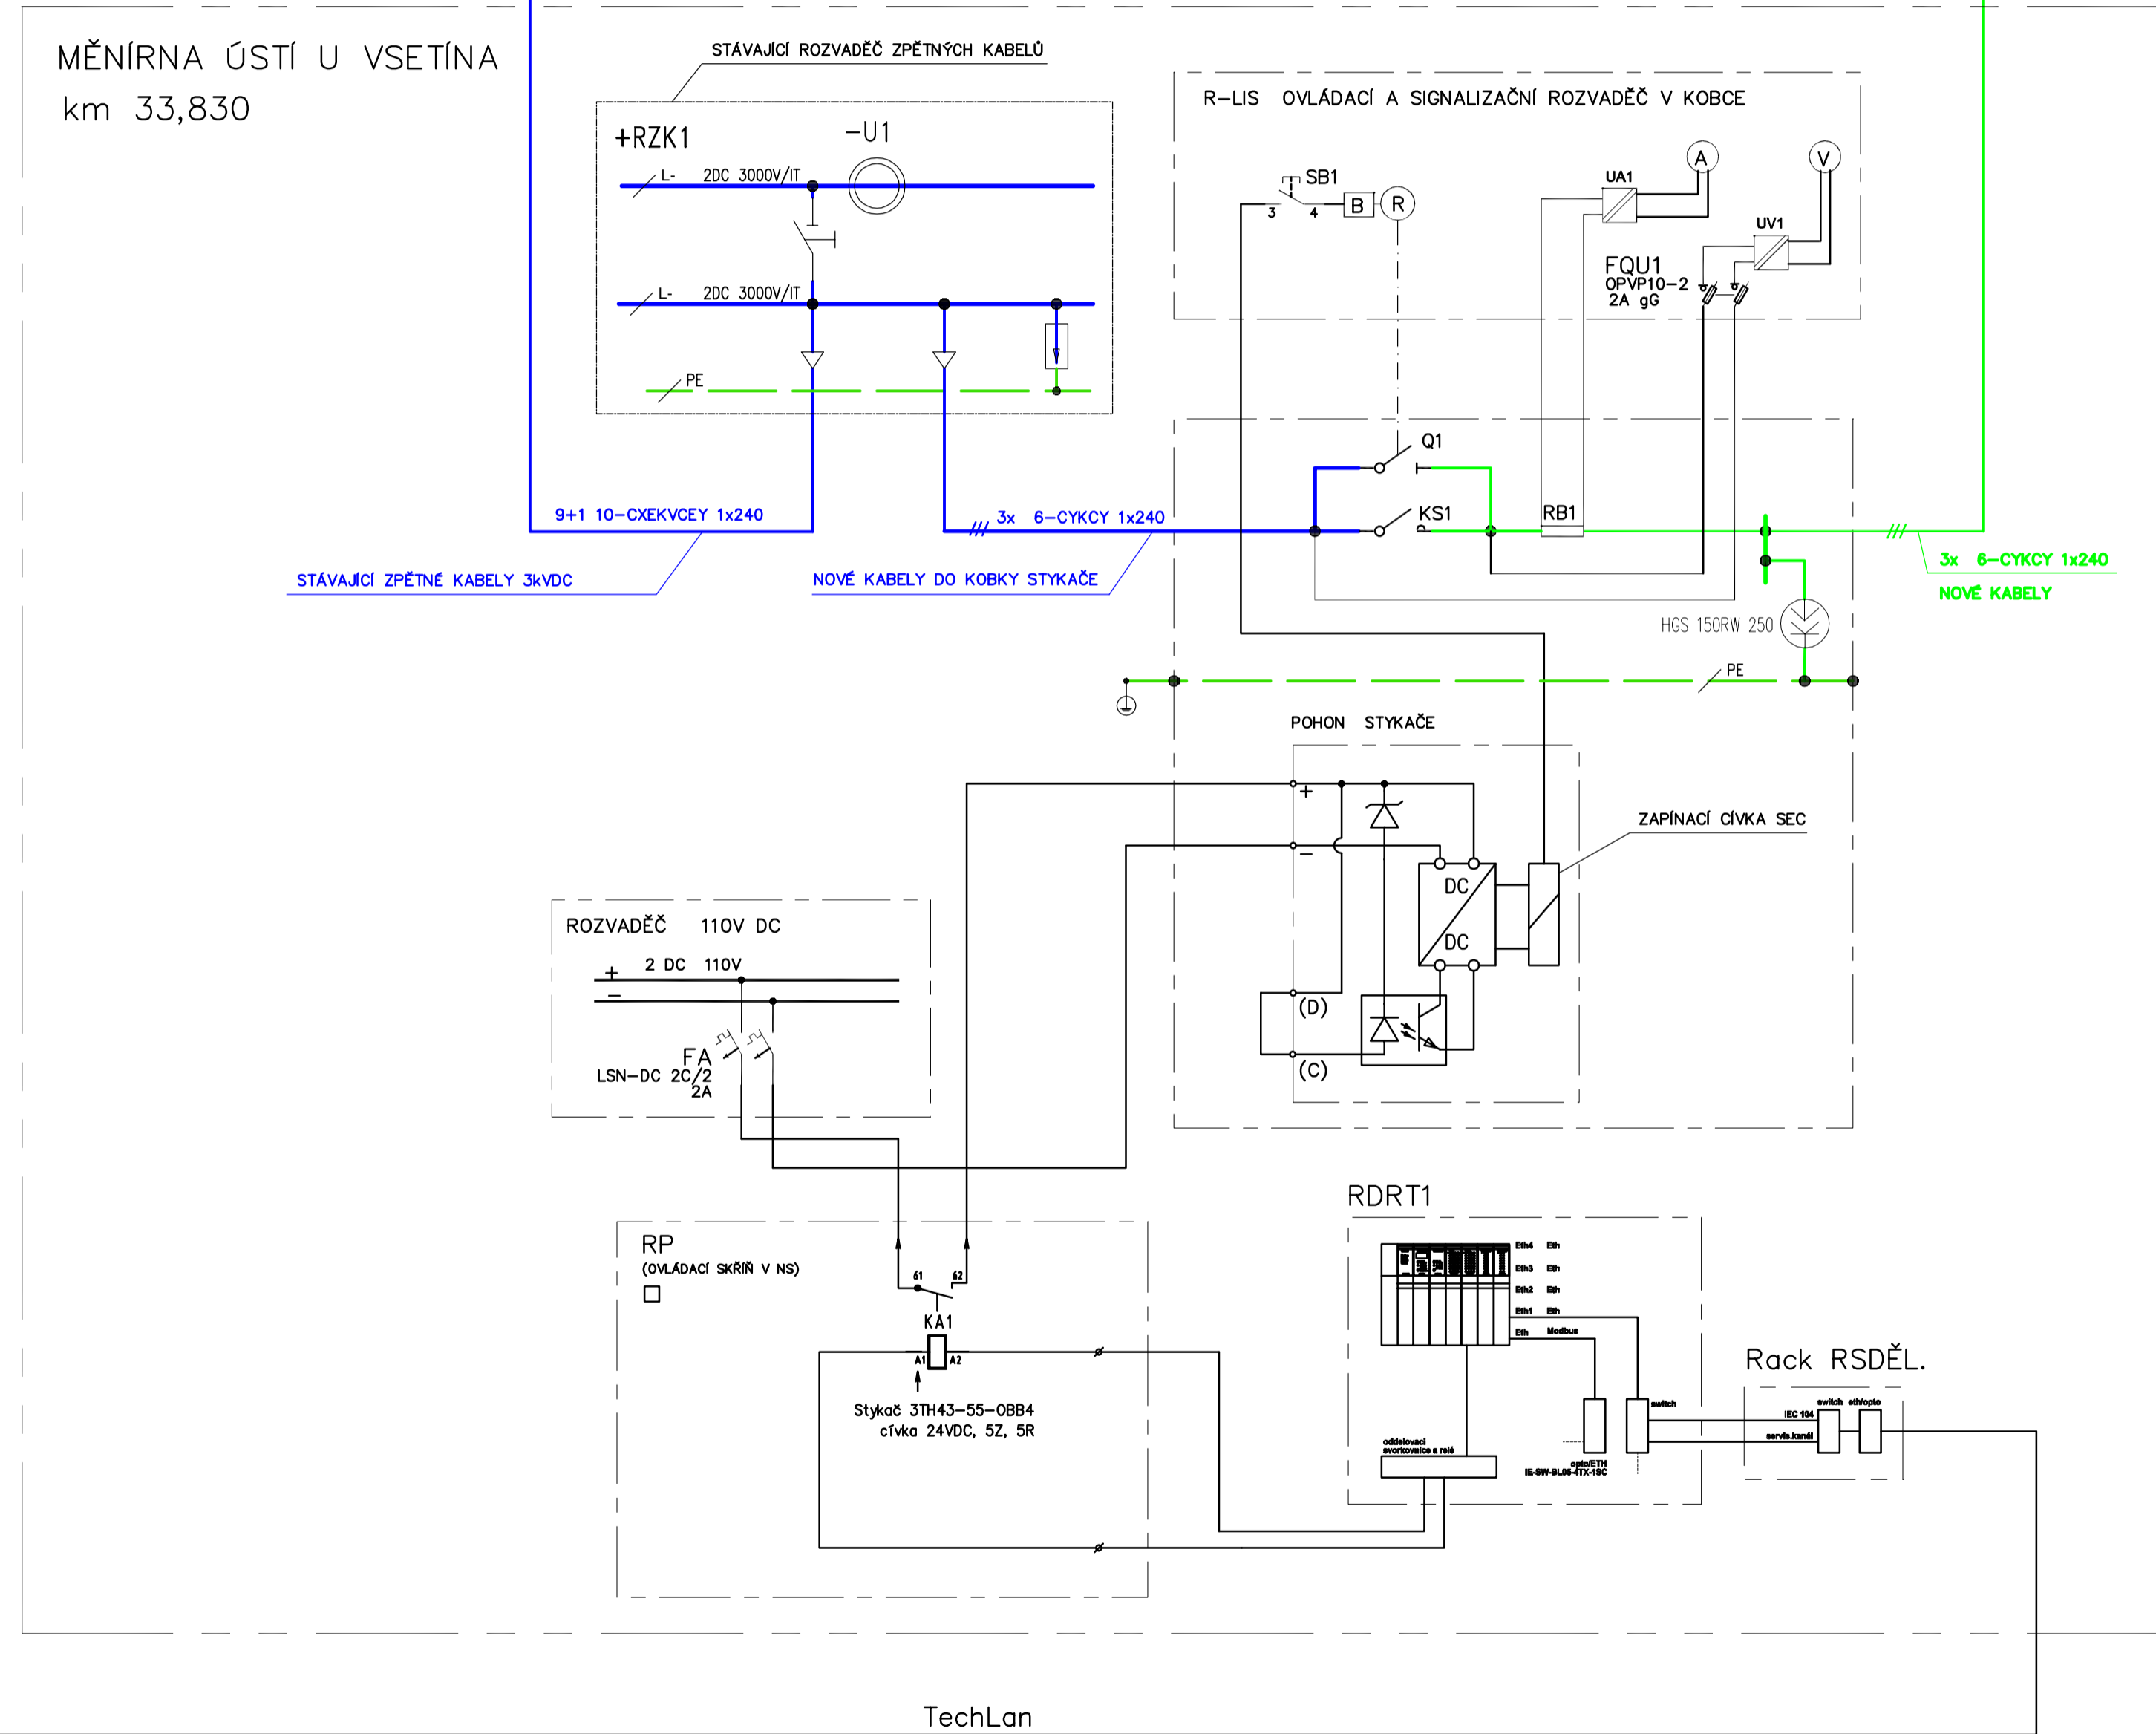 MĚNÍRNA ÚSTÍ U VSETÍNA
km 33,830
STÁVAJÍCÍ ROZVADĚČ ZPĚTNÝCH KABELŮ
+RZK1
-U1
L- 2DC 3000V/IT
L- 2DC 3000V/IT
PE
9+1 10-CXEKVCEY 1x240
STÁVAJÍCÍ ZPĚTNÉ KABELY 3kVDC
3x 6-CYKCY 1x240
NOVÉ KABELY DO KOBKY STYKAČE
R-LIS OVLÁDACÍ A SIGNALIZAČNÍ ROZVADĚČ V KOBCE
SB1
3 4
B
R
UA1
A
V
UV1
FQU1
OPVP10-2
2A gG
Q1
KS1
RB1
3x 6-CYKCY 1x240
NOVÉ KABELY
HGS 150RW 250
PE
POHON STYKAČE
+
-
DC
DC
(D)
(C)
ZAPÍNACÍ CÍVKA SEC
ROZVADĚČ 110V DC
+ 2 DC 110V
-
FA
LSN-DC 2C/2
2A
RP
(OVLÁDACÍ SKŘÍŇ V NS)
61 62
KA1
A1 A2
Stykač 3TH43-55-0BB4
cívka 24VDC, 5Z, 5R
RDRT1
Eth4 Eth
Eth3 Eth
Eth2 Eth
Eth1 Eth
Eth Modbus
switch
oddelovaci
svorkovnice a relé
opto/ETH
IE-SW-BL05-4TX-1SC
Rack RSDĚL.
switch eth/opto
IEC 104
servis.kanál
TechLan